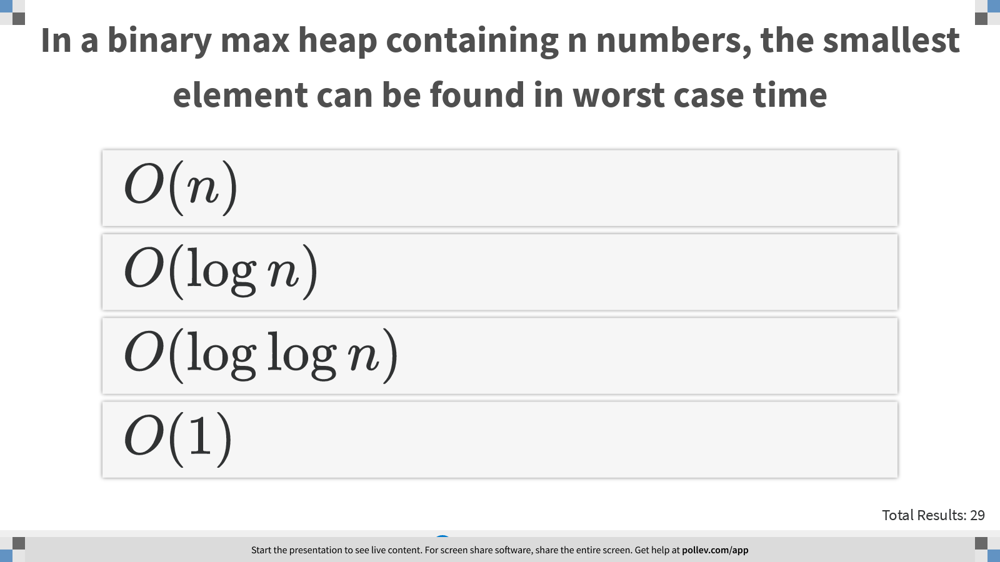 In a binary max heap containing n numbers, the smallest
element can be found in worst case time
O(n)
O(log n)
O(log log n)
O(1)
Total Results: 29
Start the presentation to see live content. For screen share software, share the entire screen. Get help at pollev.com/app